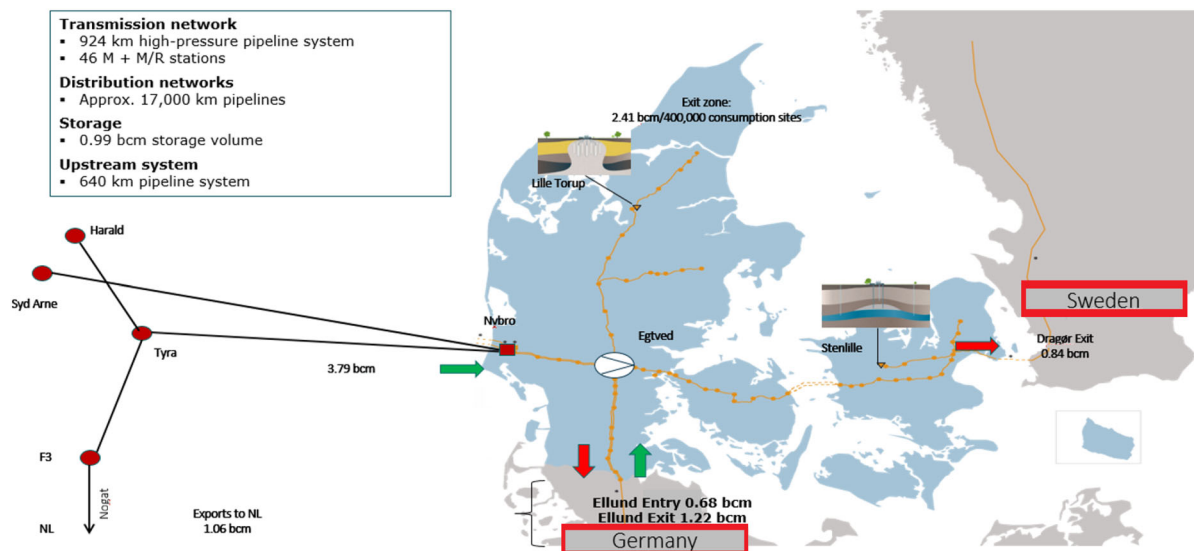 Transmission network
▪ 924 km high-pressure pipeline system
▪ 46 M + M/R stations
Distribution networks
▪ Approx. 17,000 km pipelines
Storage
▪ 0.99 bcm storage volume
Upstream system
▪ 640 km pipeline system
Exit zone:
2.41 bcm/400,000 consumption sites
Lille Torup
Harald
Syd Arne
Tyra
Nybro
3.79 bcm
Egtved
Stenlille
Sweden
Dragør Exit
0.84 bcm
F3
Nogat
NL
Exports to NL
1.06 bcm
Ellund Entry 0.68 bcm
Ellund Exit 1.22 bcm
Germany